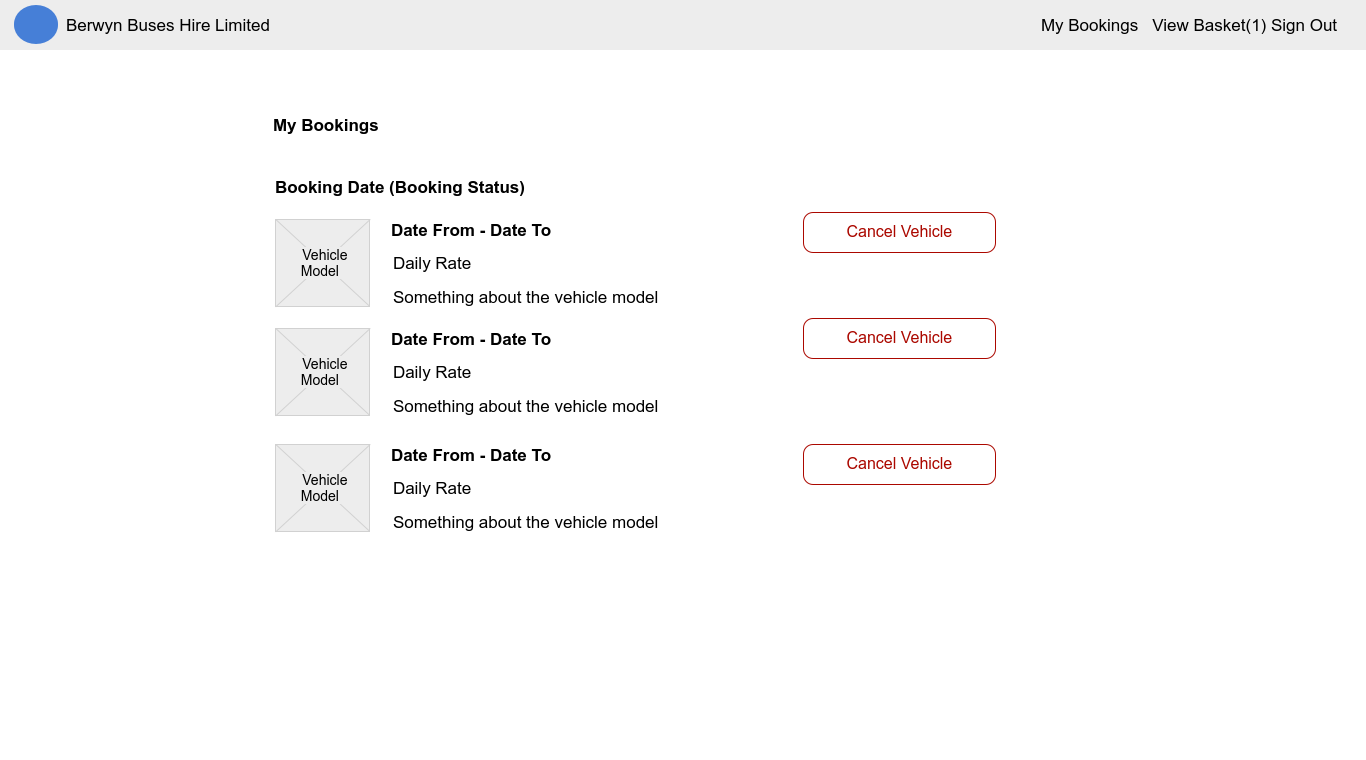 Berwyn Buses Hire Limited
My Bookings View Basket(1) Sign Out
My Bookings
Booking Date (Booking Status)
Vehicle
Model
Date From - Date To
Daily Rate
Something about the vehicle model
Cancel Vehicle
Vehicle
Model
Date From - Date To
Daily Rate
Something about the vehicle model
Cancel Vehicle
Vehicle
Model
Date From - Date To
Daily Rate
Something about the vehicle model
Cancel Vehicle